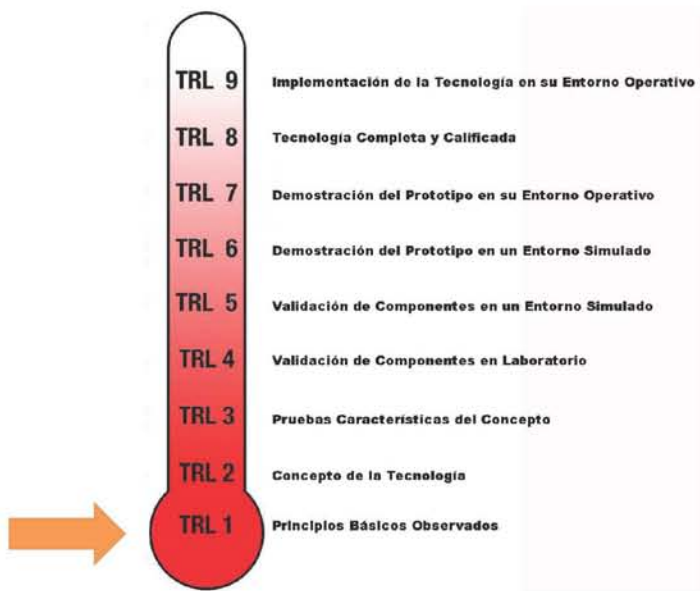 TRL 9 Implementación de la Tecnología en su Entorno Operativo
TRL 8 Tecnología Completa y Calificada
TRL 7 Demostración del Prototipo en su Entorno Operativo
TRL 6 Demostración del Prototipo en un Entorno Simulado
TRL 5 Validación de Componentes en un Entorno Simulado
TRL 4 Validación de Componentes en Laboratorio
TRL 3 Pruebas Características del Concepto
TRL 2 Concepto de la Tecnología
TRL 1 Principios Básicos Observados